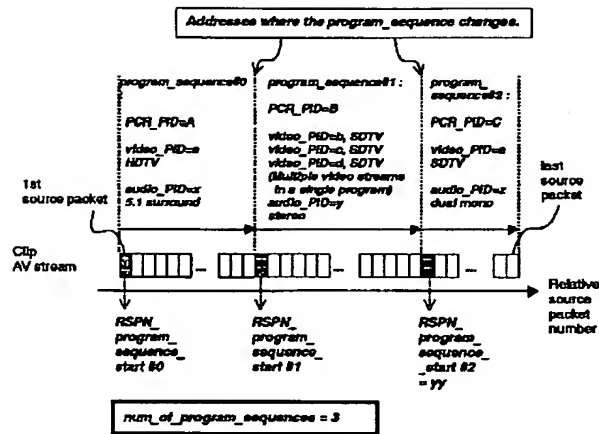 Addresses where the program_sequence changes.
program_sequence#0
PCR_PID=A
video_PID=a
HDTV
audio_PID=x
5.1 surround
program_sequence#1 :
PCR_PID=B
video_PID=b, SDTV
video_PID=c, SDTV
video_PID=d, SDTV
(Multiple video streams
in a single program)
audio_PID=y
stereo
program_
sequence#2 :
PCR_PID=C
video_PID=a
SDTV
audio_PID=z
dual mono
1st
source
packet
last
source
packet
Clip
AV stream
...
...
...
Relative
source
packet
number
RSPN_
program_
sequence_
start #0
RSPN_
program_
sequence_
start #1
RSPN_
program_
sequence
_start #2
= yy
num_of_program_sequences = 3